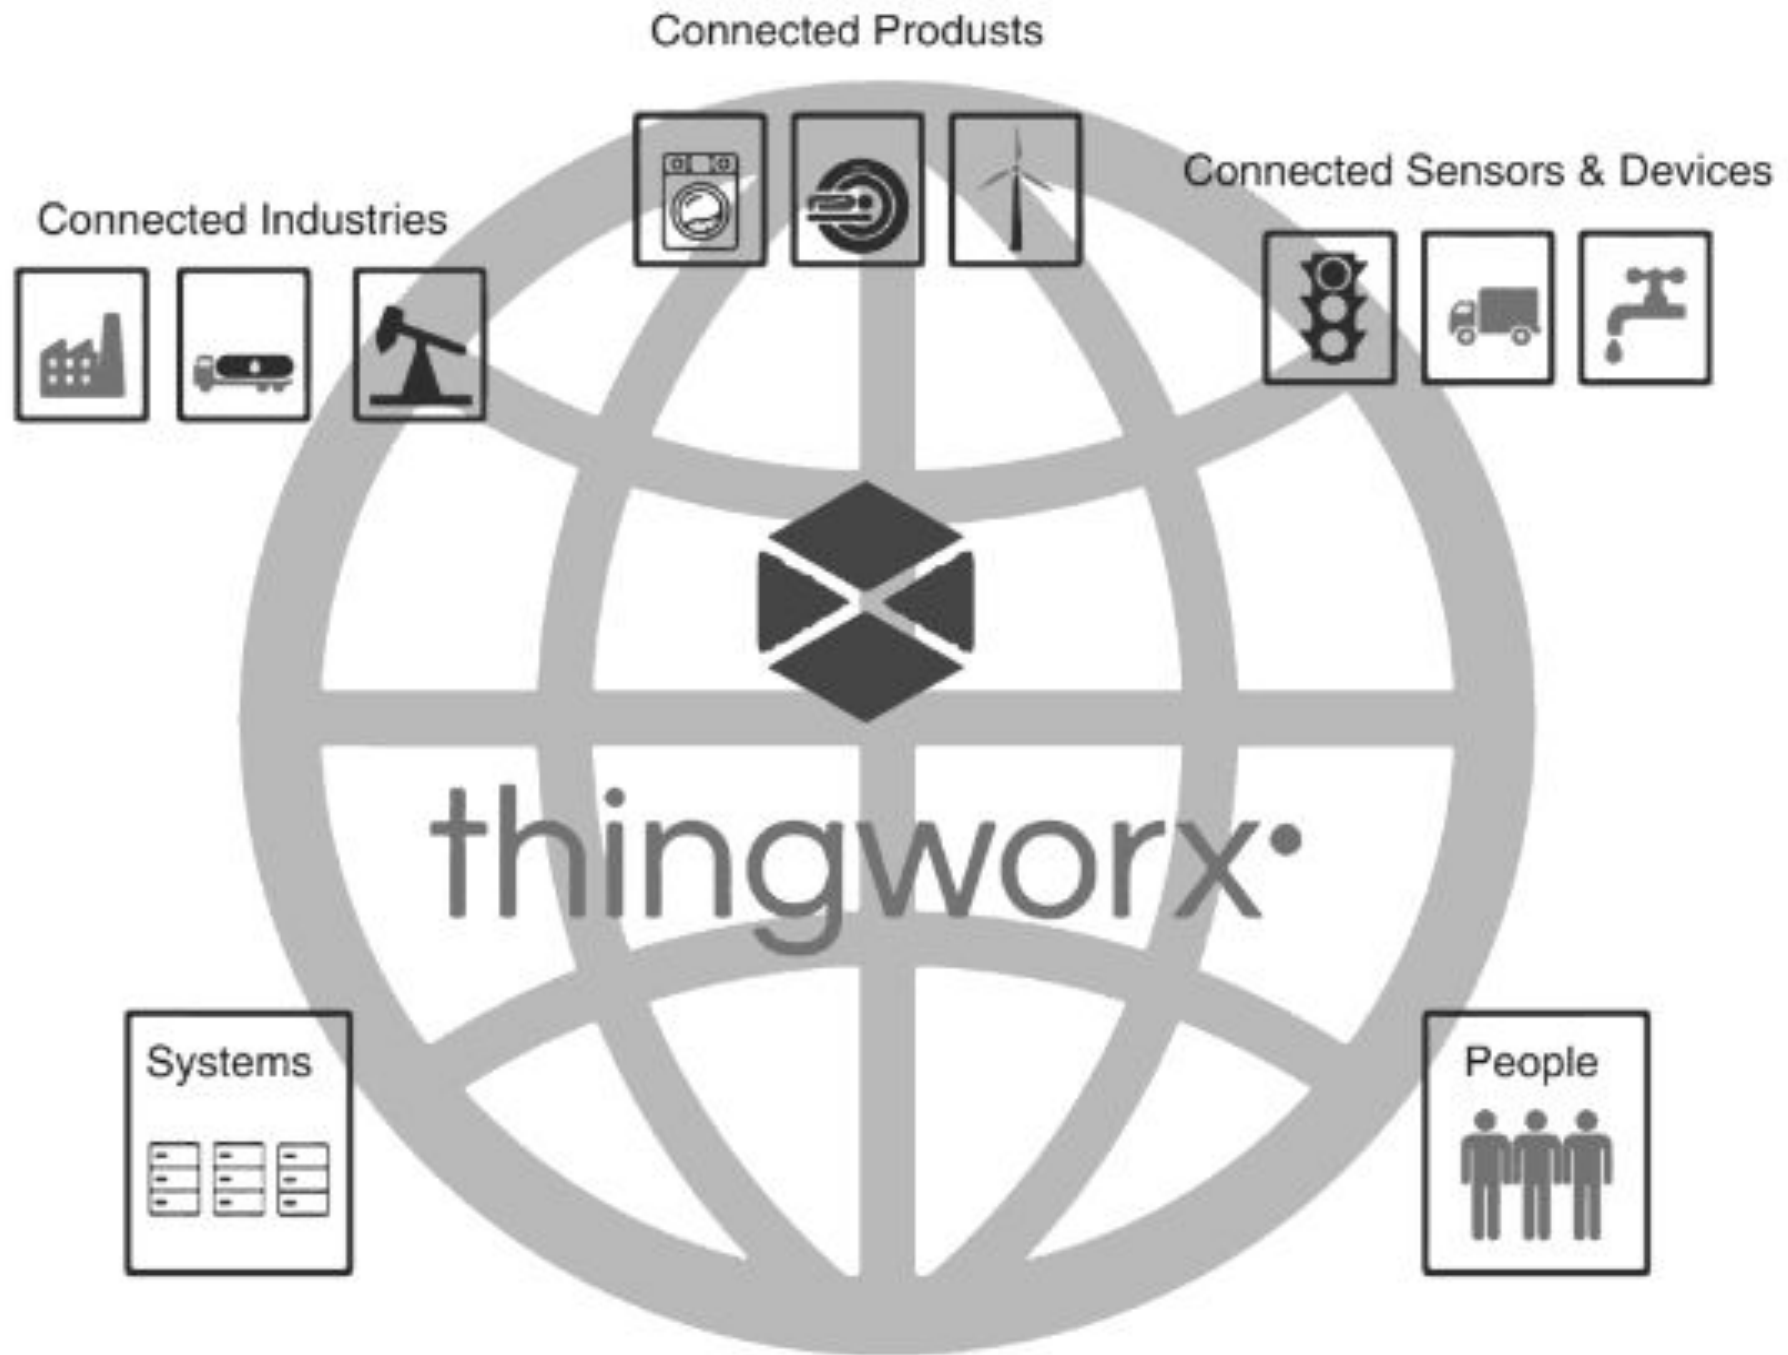 Connected Produsts
Connected Sensors & Devices
Connected Industries
thingworx
Systems
People